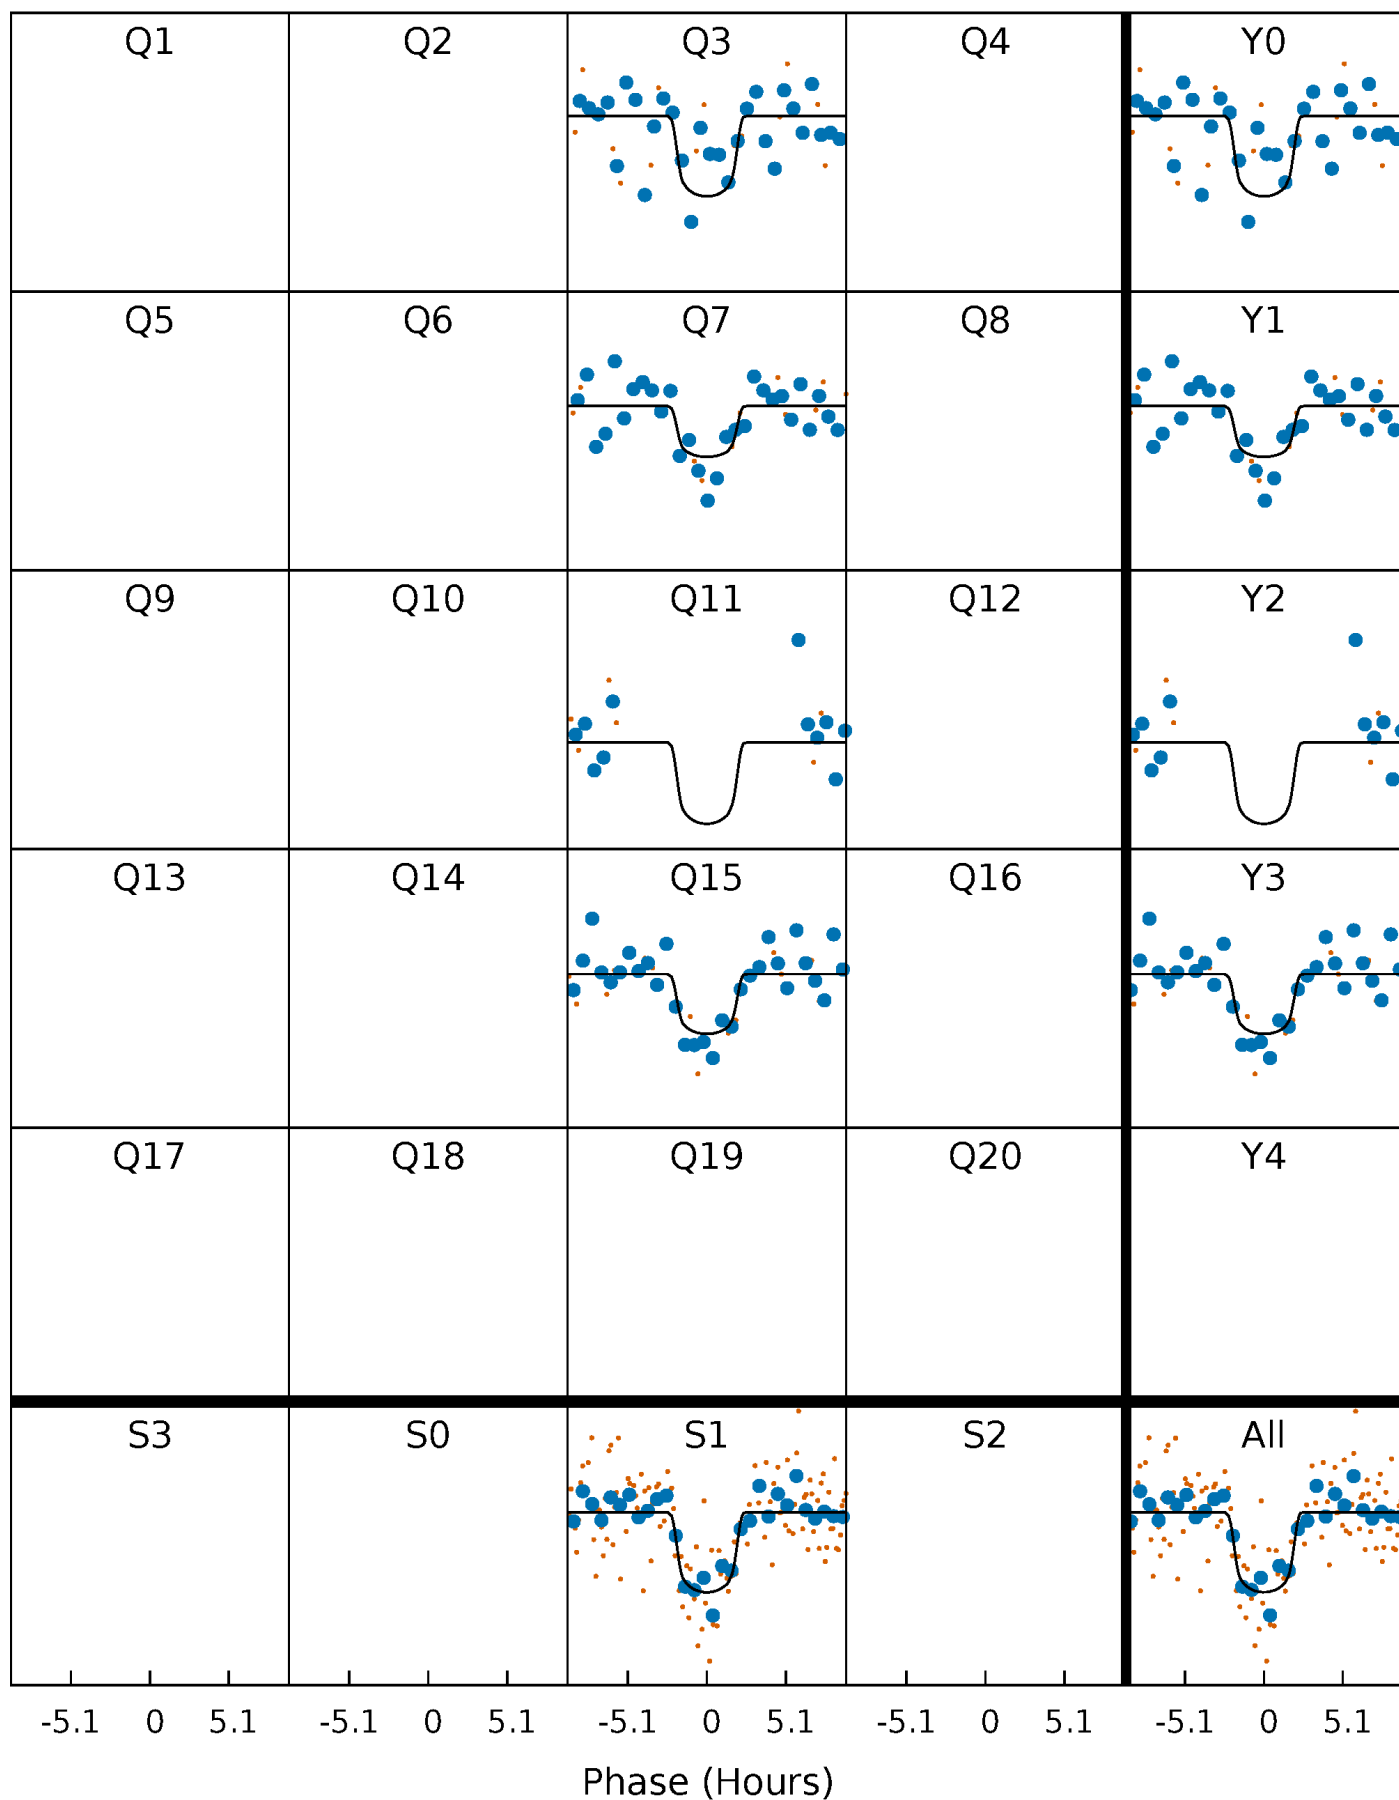 Q1 Q2 Q3 Q4 Y0
Q5 Q6 Q7 Q8 Y1
Q9 Q10 Q11 Q12 Y2
Q13 Q14 Q15 Q16 Y3
Q17 Q18 Q19 Q20 Y4
S3 S0 S1 S2 All
-5.1 0 5.1 -5.1 0 5.1 -5.1 0 5.1 -5.1 0 5.1 -5.1 0 5.1
Phase (Hours)